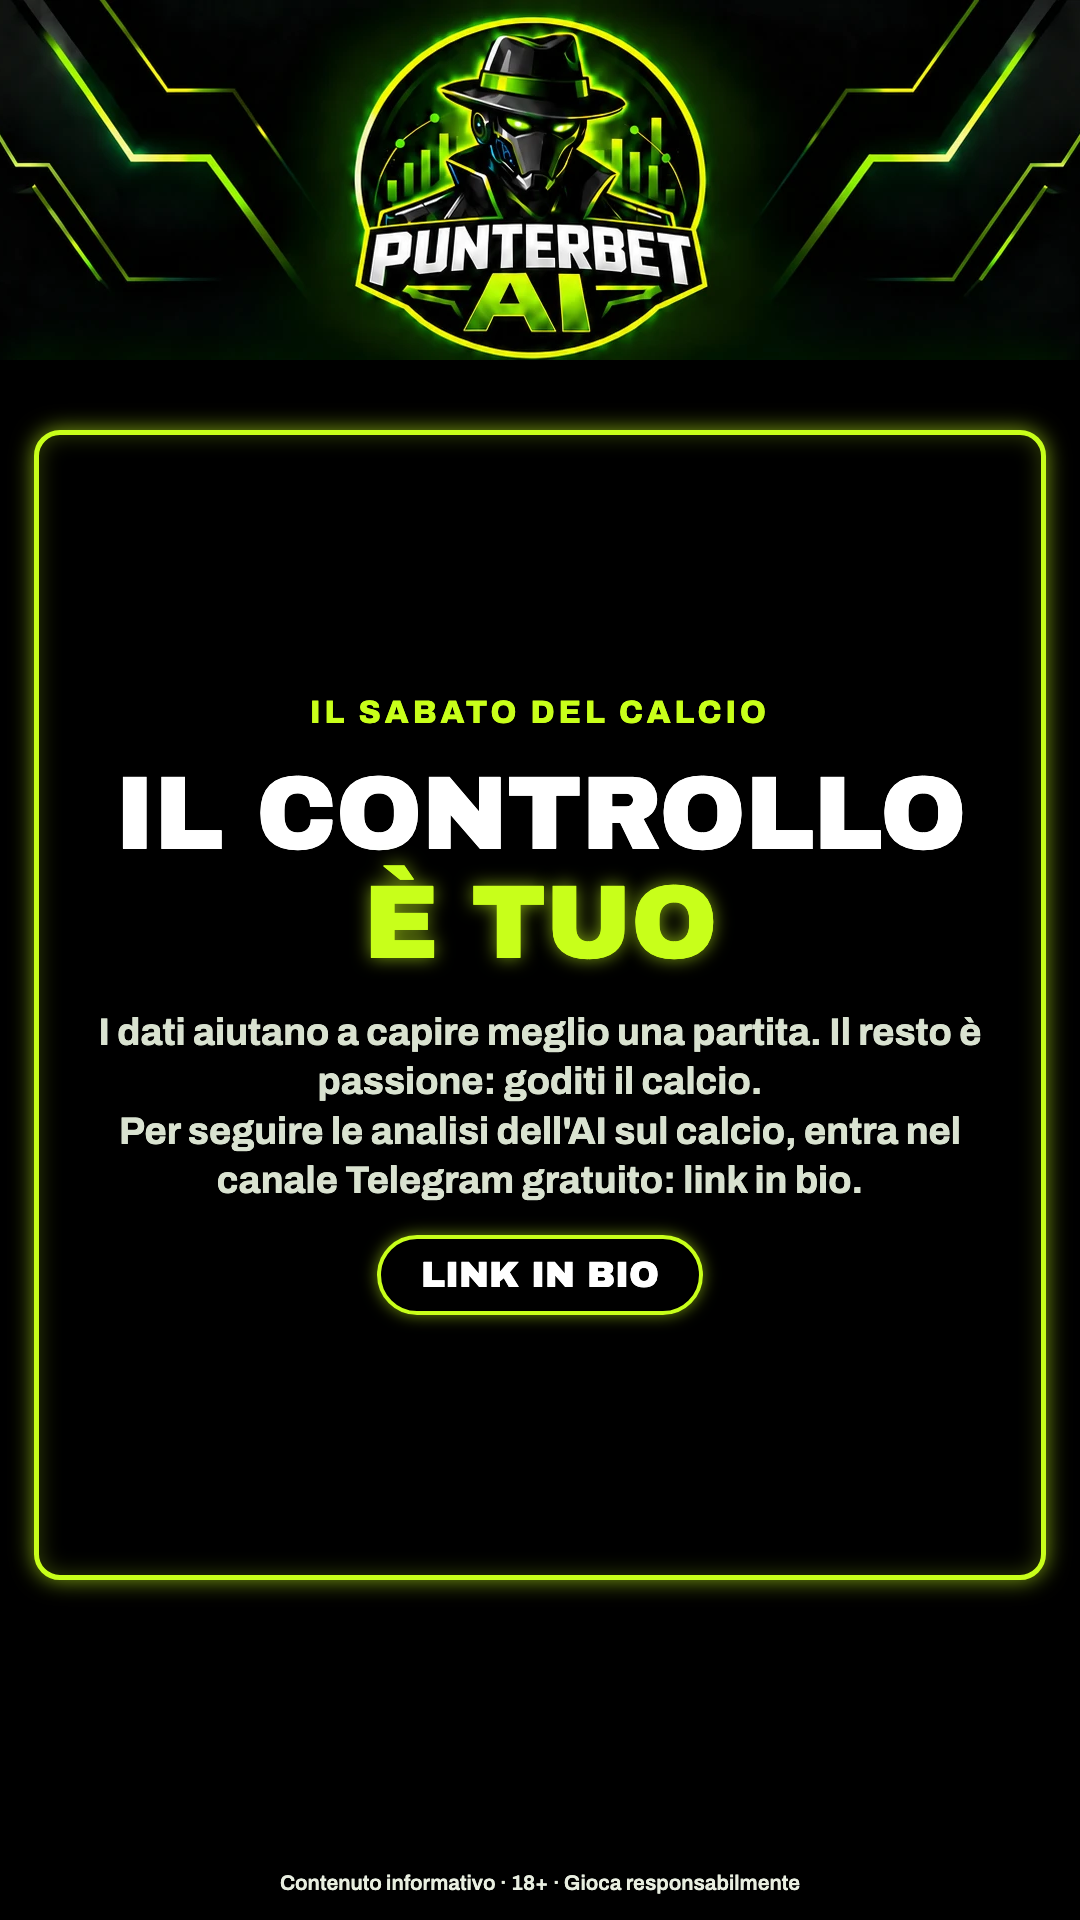 PUNTERBET
AI
IL SABATO DEL CALCIO
IL CONTROLLO
È TUO
I dati aiutano a capire meglio una partita. Il resto è
passione: goditi il calcio.
Per seguire le analisi dell'AI sul calcio, entra nel
canale Telegram gratuito: link in bio.
LINK IN BIO
Contenuto informativo · 18+ · Gioca responsabilmente